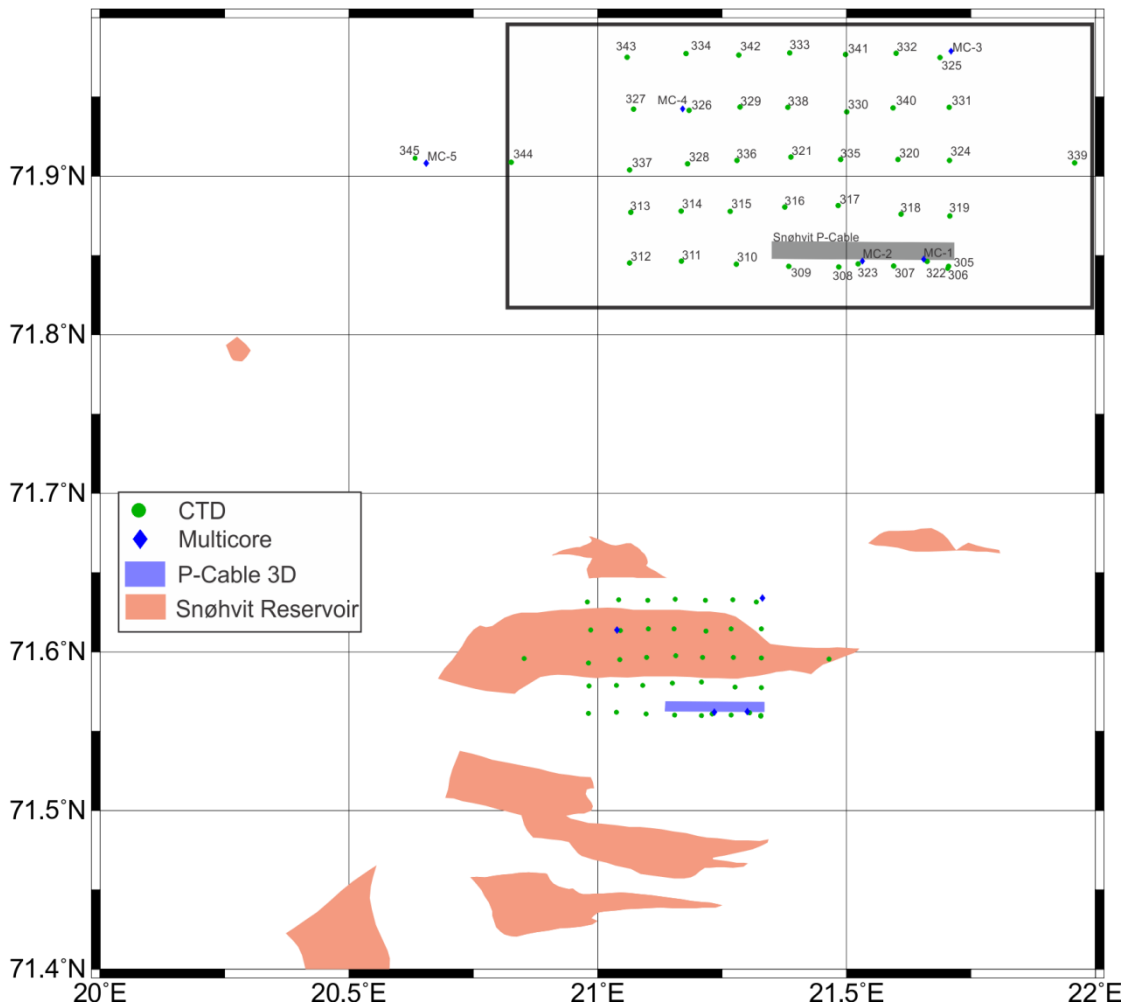 343 334 342 333 341 332 MC-3
325
327 MC-4 326 329 338 330 340 331
345 MC-5 344 337 328 336 321 335 320 324 339
71.9°N
313 314 315 316 317 318 319
Snøhvit P-Cable
312 311 310 MC-2 MC-1 305
309 308 323 307 322 306
71.8°N
71.7°N
CTD
Multicore
P-Cable 3D
Snøhvit Reservoir
71.6°N
71.5°N
71.4°N
20°E 20.5°E 21°E 21.5°E 22°E